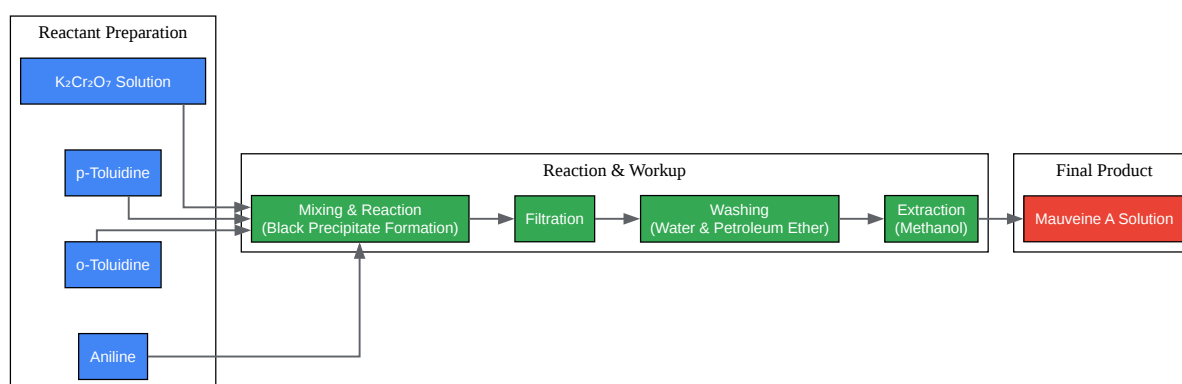 Reactant Preparation
K₂Cr₂O₇ Solution
p-Toluidine
o-Toluidine
Aniline
Reaction & Workup
Mixing & Reaction
(Black Precipitate Formation)
Filtration
Washing
(Water & Petroleum Ether)
Extraction
(Methanol)
Final Product
Mauveine A Solution